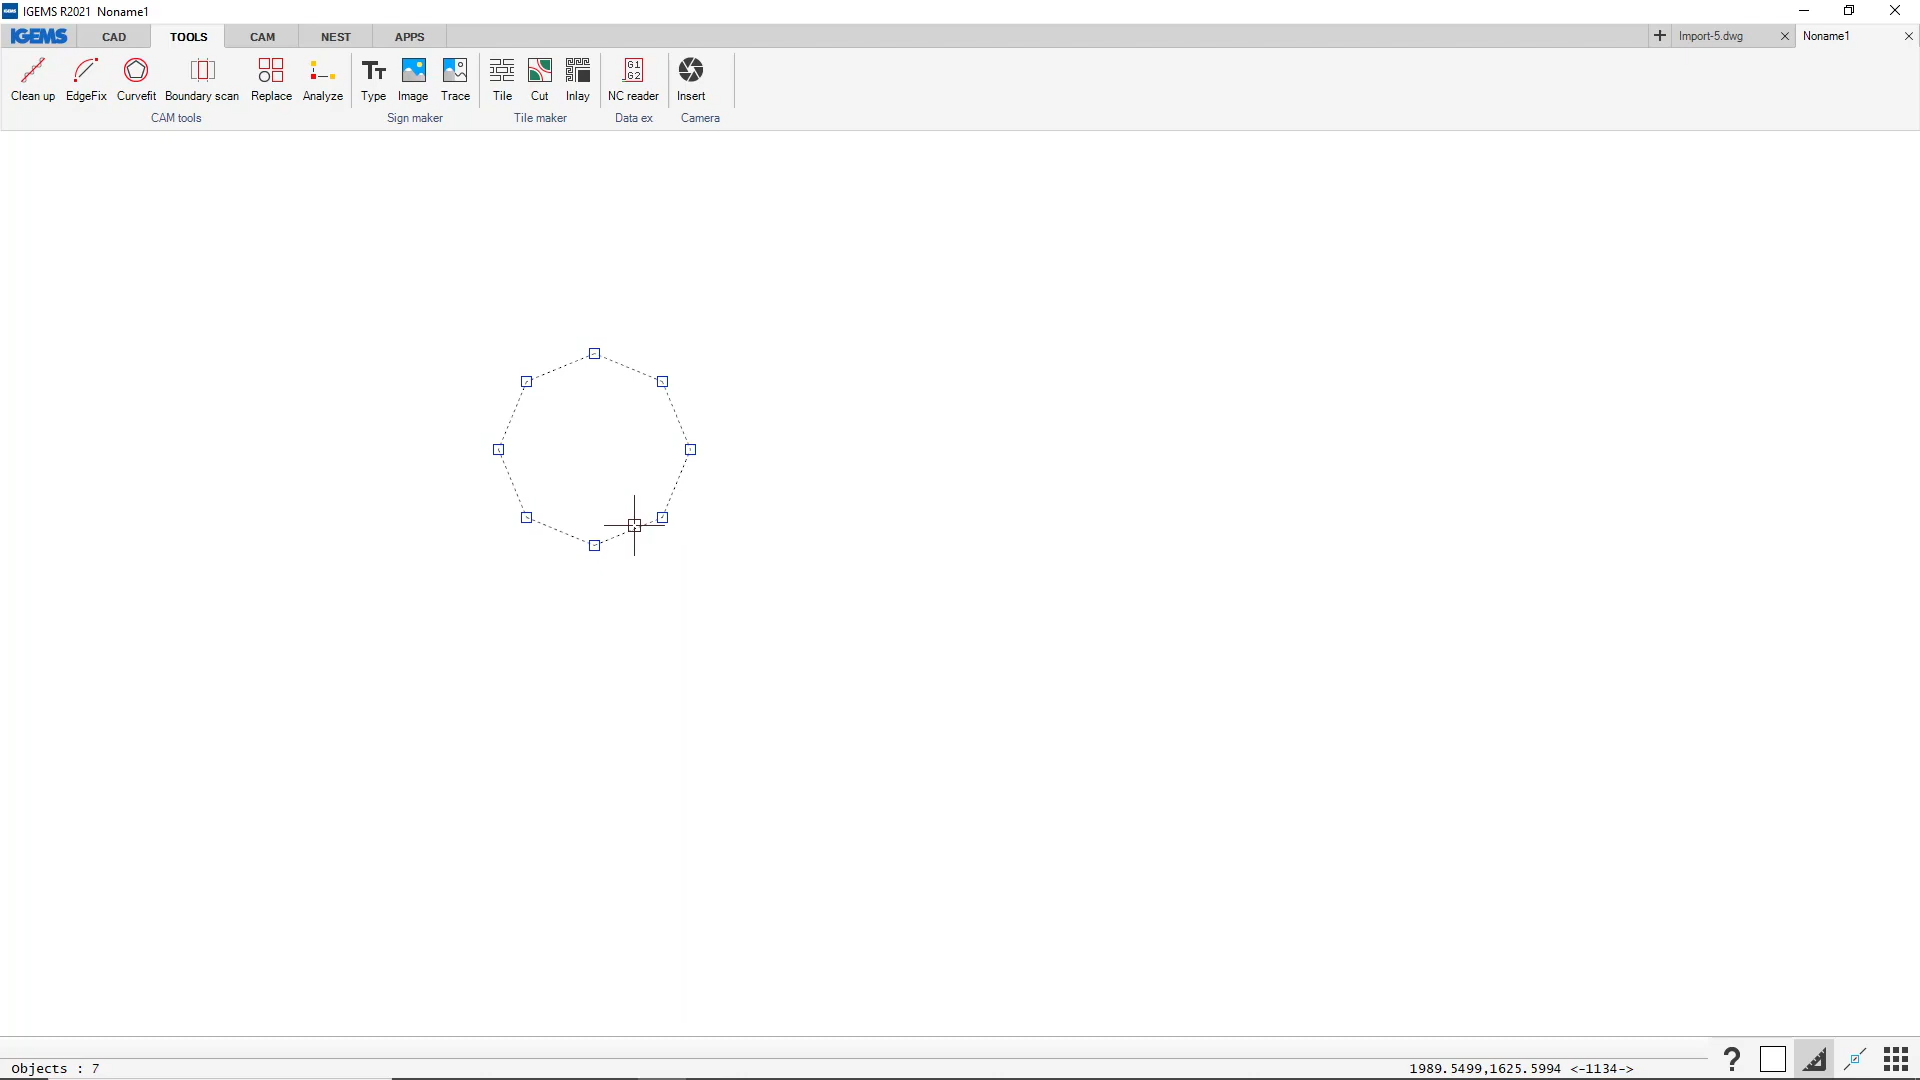 IGEMS R2021 Noname1
IGEMS CAD TOOLS CAM NEST APPS Import-5.dwg Noname1
G1
G2
Clean up EdgeFix Curvefit Boundary scan Replace Analyze Type Image Trace Tile Cut Inlay NC reader Insert
CAM tools Sign maker Tile maker Data ex Camera
Objects : 7 1989.5499,1625.5994 <-1134->